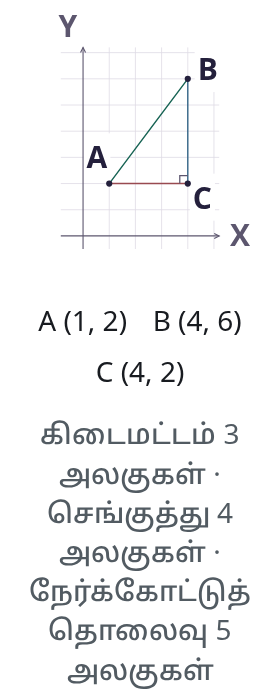 Y
B
A
C
X
A (1, 2) B (4, 6)
C (4, 2)
கிடைமட்டம் 3
அலகுகள் ·
செங்குத்து 4
அலகுகள் ·
நேர்க்கோட்டுத்
தொலைவு 5
அலகுகள்